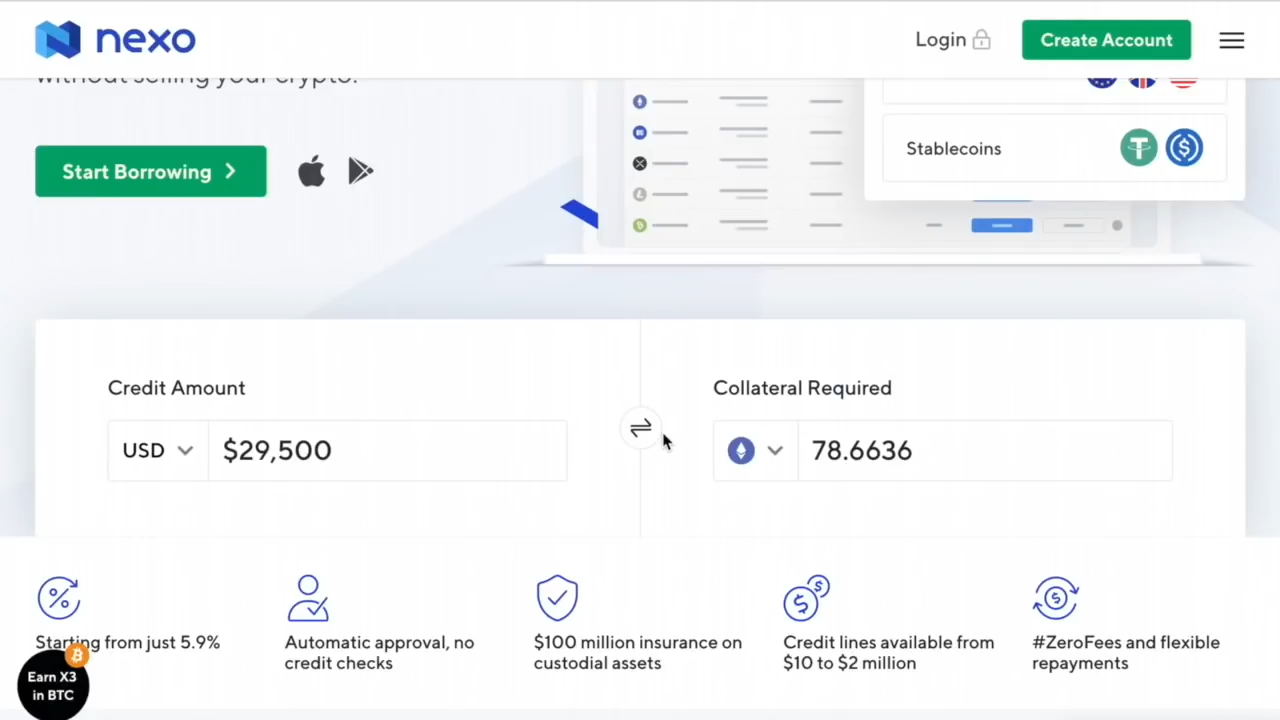 nexo
Login
Create Account
without selling your crypto.
Start Borrowing
Stablecoins
Credit Amount
Collateral Required
USD
$29,500
78.6636
Starting from just 5.9%
Automatic approval, no
credit checks
$100 million insurance on
custodial assets
Credit lines available from
$10 to $2 million
#ZeroFees and flexible
repayments
Earn X3
in BTC